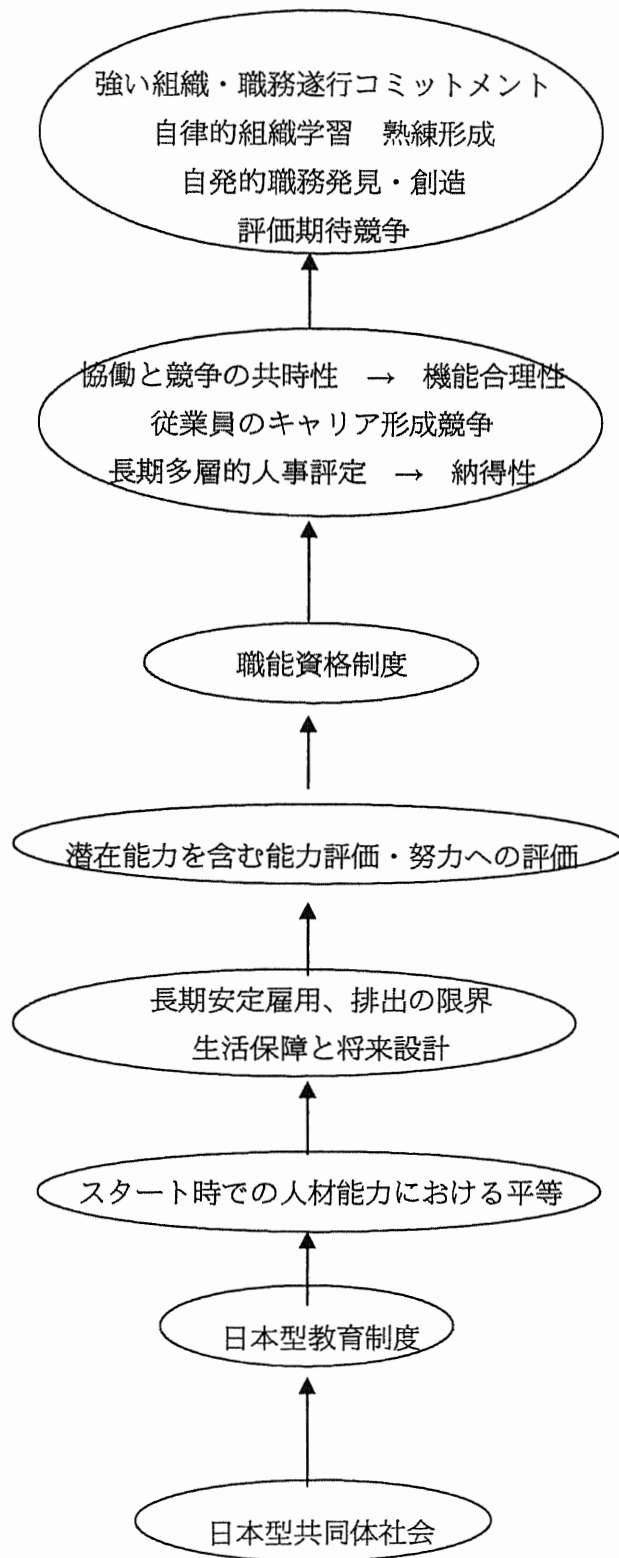 強い組織・職務遂行コミットメント
自律的組織学習　熟練形成
自発的職務発見・創造
評価期待競争
協働と競争の共時性　→　機能合理性
従業員のキャリア形成競争
長期多層的人事評定　→　納得性
職能資格制度
潜在能力を含む能力評価・努力への評価
長期安定雇用、排出の限界
生活保障と将来設計
スタート時での人材能力における平等
日本型教育制度
日本型共同体社会